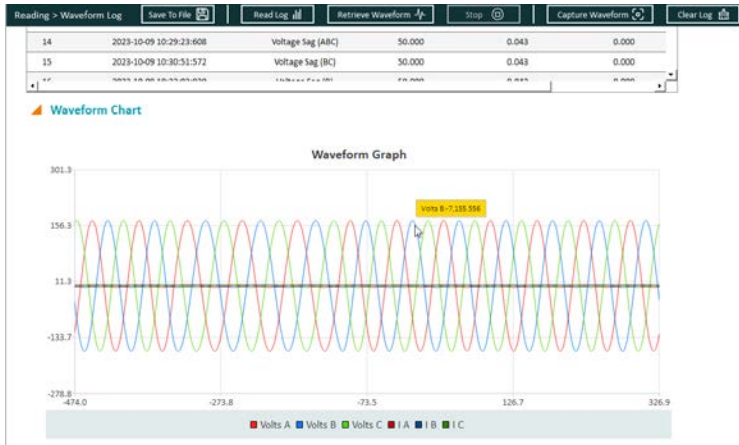 Reading > Waveform Log Save To File Read Log Retrieve Waveform Stop Capture Waveform Clear Log
14 2023-10-09 10:29:23:608 Voltage Sag (ABC) 50.000 0.043 0.000
15 2023-10-09 10:30:51:572 Voltage Sag (BC) 50.000 0.043 0.000
Waveform Chart
Waveform Graph
301.3
Volts B:-7,155.556
156.3
11.3
-133.7
-278.8
-474.0 -273.8 -73.5 126.7 326.9
Volts A Volts B Volts C I A I B I C